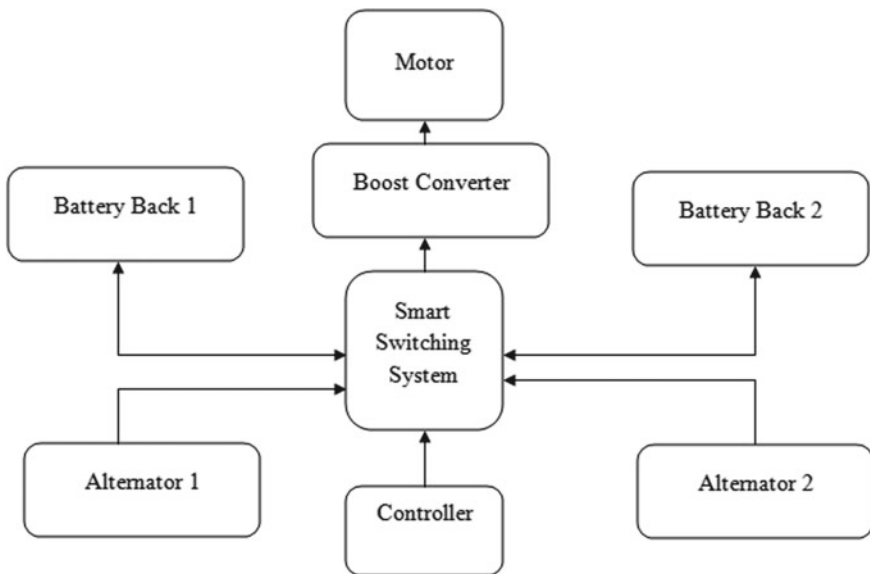 Motor
Boost Converter
Battery Back 1
Battery Back 2
Smart
Switching
System
Alternator 1
Alternator 2
Controller